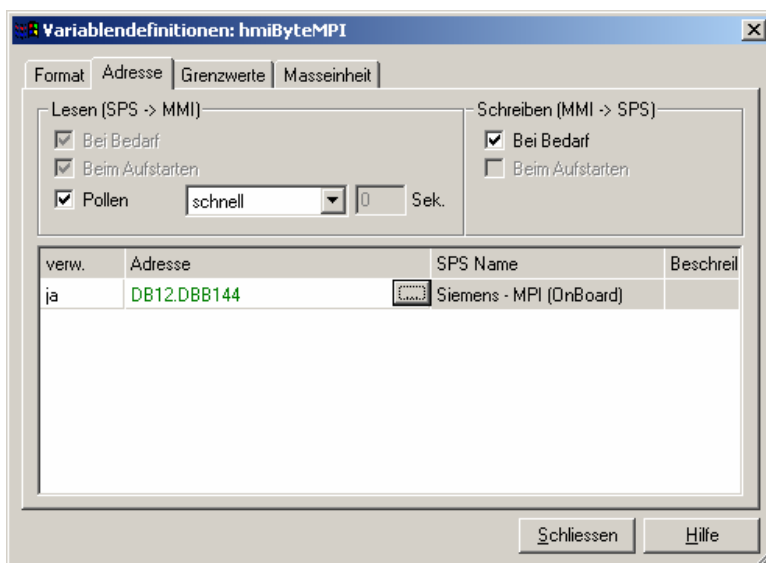 Variablendefinitionen: hmiByteMPI
Format Adresse Grenzwerte Masseinheit
Lesen (SPS -> MMI) Schreiben (MMI -> SPS)
Bei Bedarf Bei Bedarf
Beim Aufstarten Beim Aufstarten
Pollen schnell 0 Sek.
verw. Adresse SPS Name Beschreil
ja DB12.DBB144 .... Siemens - MPI (OnBoard)
Schliessen Hilfe